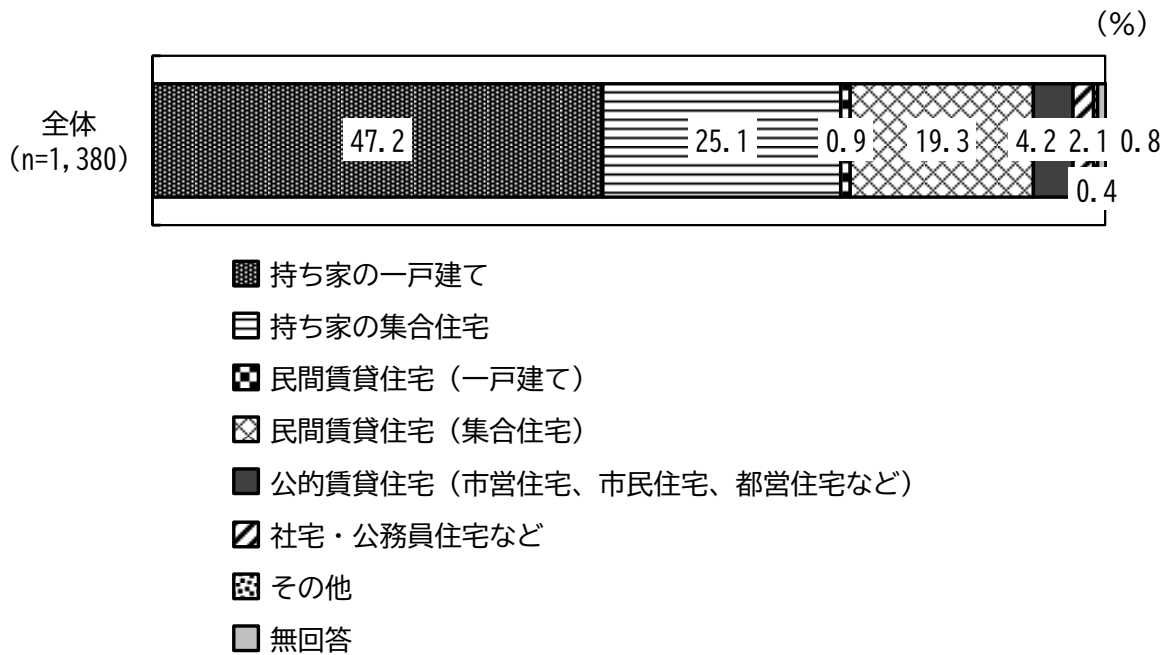 (%)
全体
(n=1,380)
47.2
25.1
0.9
19.3
4.2
2.1
0.8
0.4
持ち家の一戸建て
持ち家の集合住宅
民間賃貸住宅（一戸建て）
民間賃貸住宅（集合住宅）
公的賃貸住宅（市営住宅、市民住宅、都営住宅など）
社宅・公務員住宅など
その他
無回答